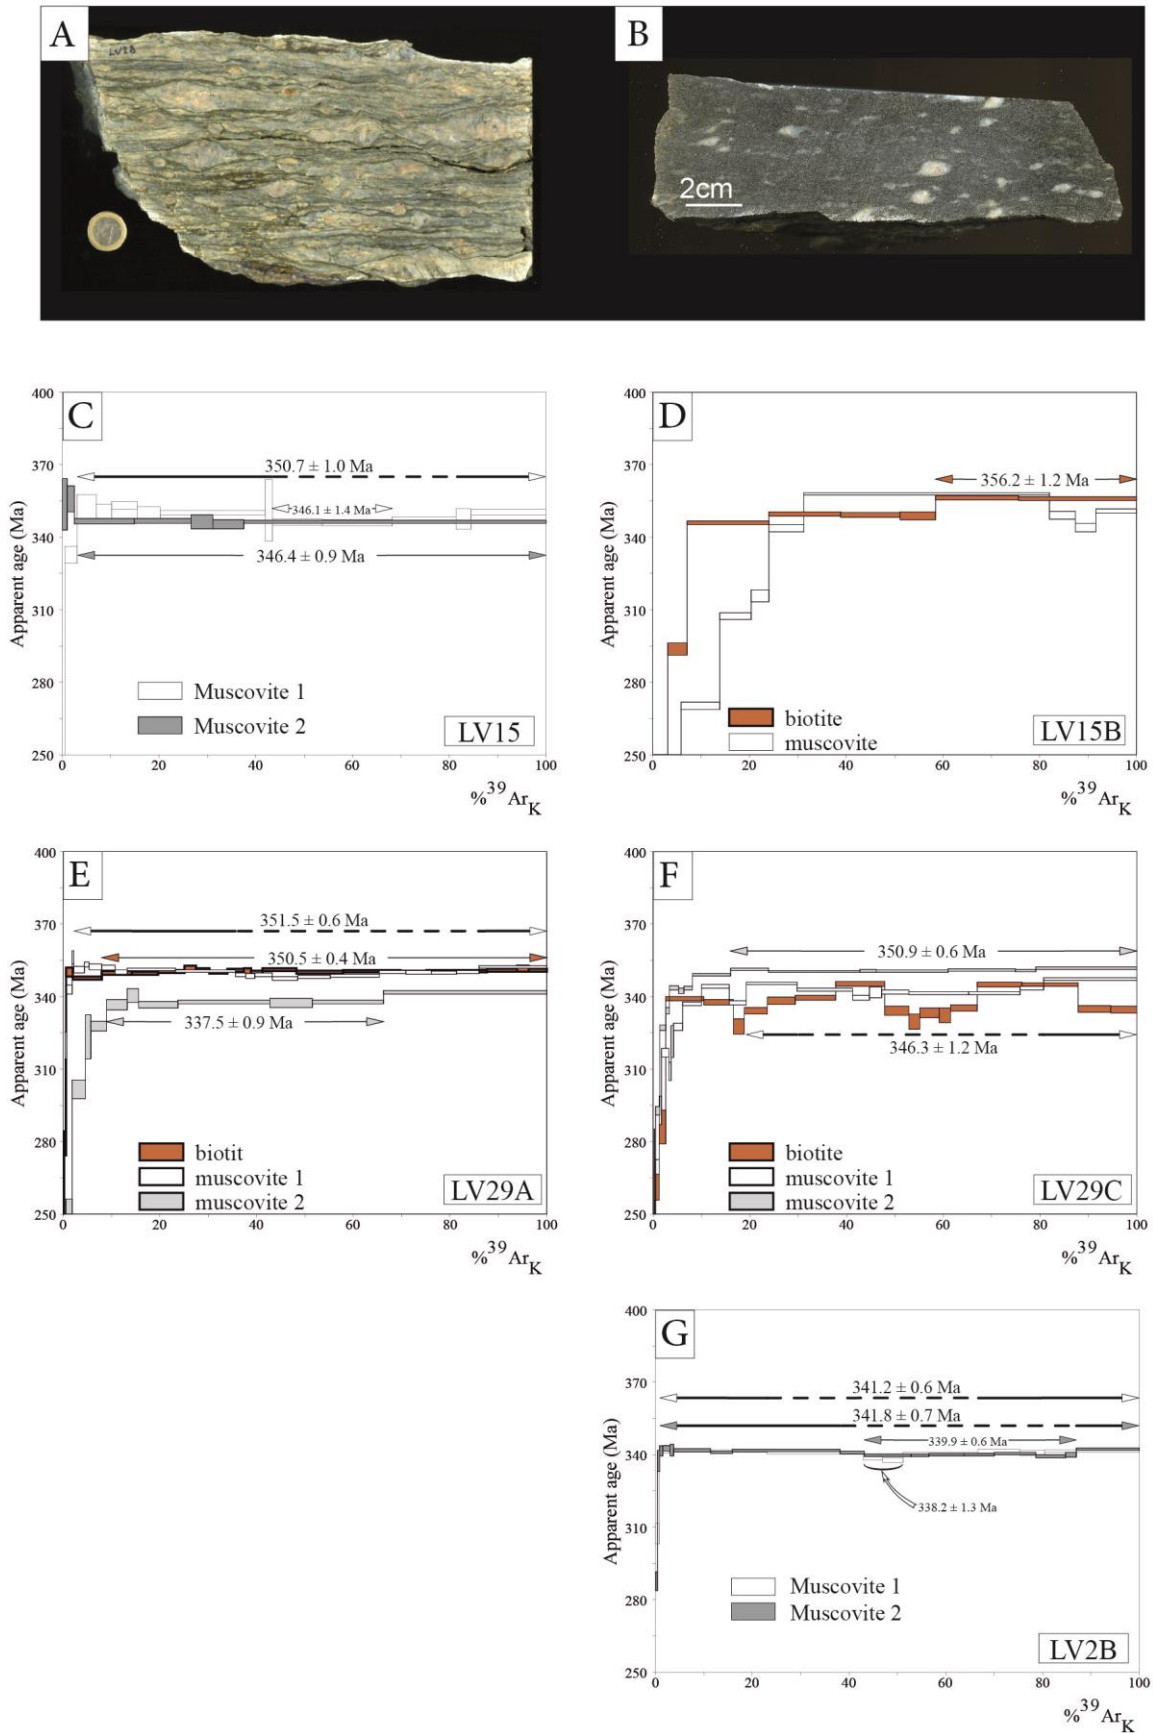 A
LV2B
B
2cm
C
400
370
340
310
280
250
Apparent age (Ma)
350.7 ± 1.0 Ma
346.1 ± 1.4 Ma
346.4 ± 0.9 Ma
Muscovite 1
Muscovite 2
LV15
0 20 40 60 80 100
%39ArK
D
400
370
340
310
280
250
Apparent age (Ma)
356.2 ± 1.2 Ma
biotite
muscovite
LV15B
0 20 40 60 80 100
%39ArK
E
400
370
340
310
280
250
Apparent age (Ma)
351.5 ± 0.6 Ma
350.5 ± 0.4 Ma
337.5 ± 0.9 Ma
biotit
muscovite 1
muscovite 2
LV29A
0 20 40 60 80 100
%39ArK
F
400
370
340
310
280
250
Apparent age (Ma)
350.9 ± 0.6 Ma
346.3 ± 1.2 Ma
biotite
muscovite 1
muscovite 2
LV29C
0 20 40 60 80 100
%39ArK
G
400
370
340
310
280
250
Apparent age (Ma)
341.2 ± 0.6 Ma
341.8 ± 0.7 Ma
339.9 ± 0.6 Ma
338.2 ± 1.3 Ma
Muscovite 1
Muscovite 2
LV2B
0 20 40 60 80 100
%39ArK